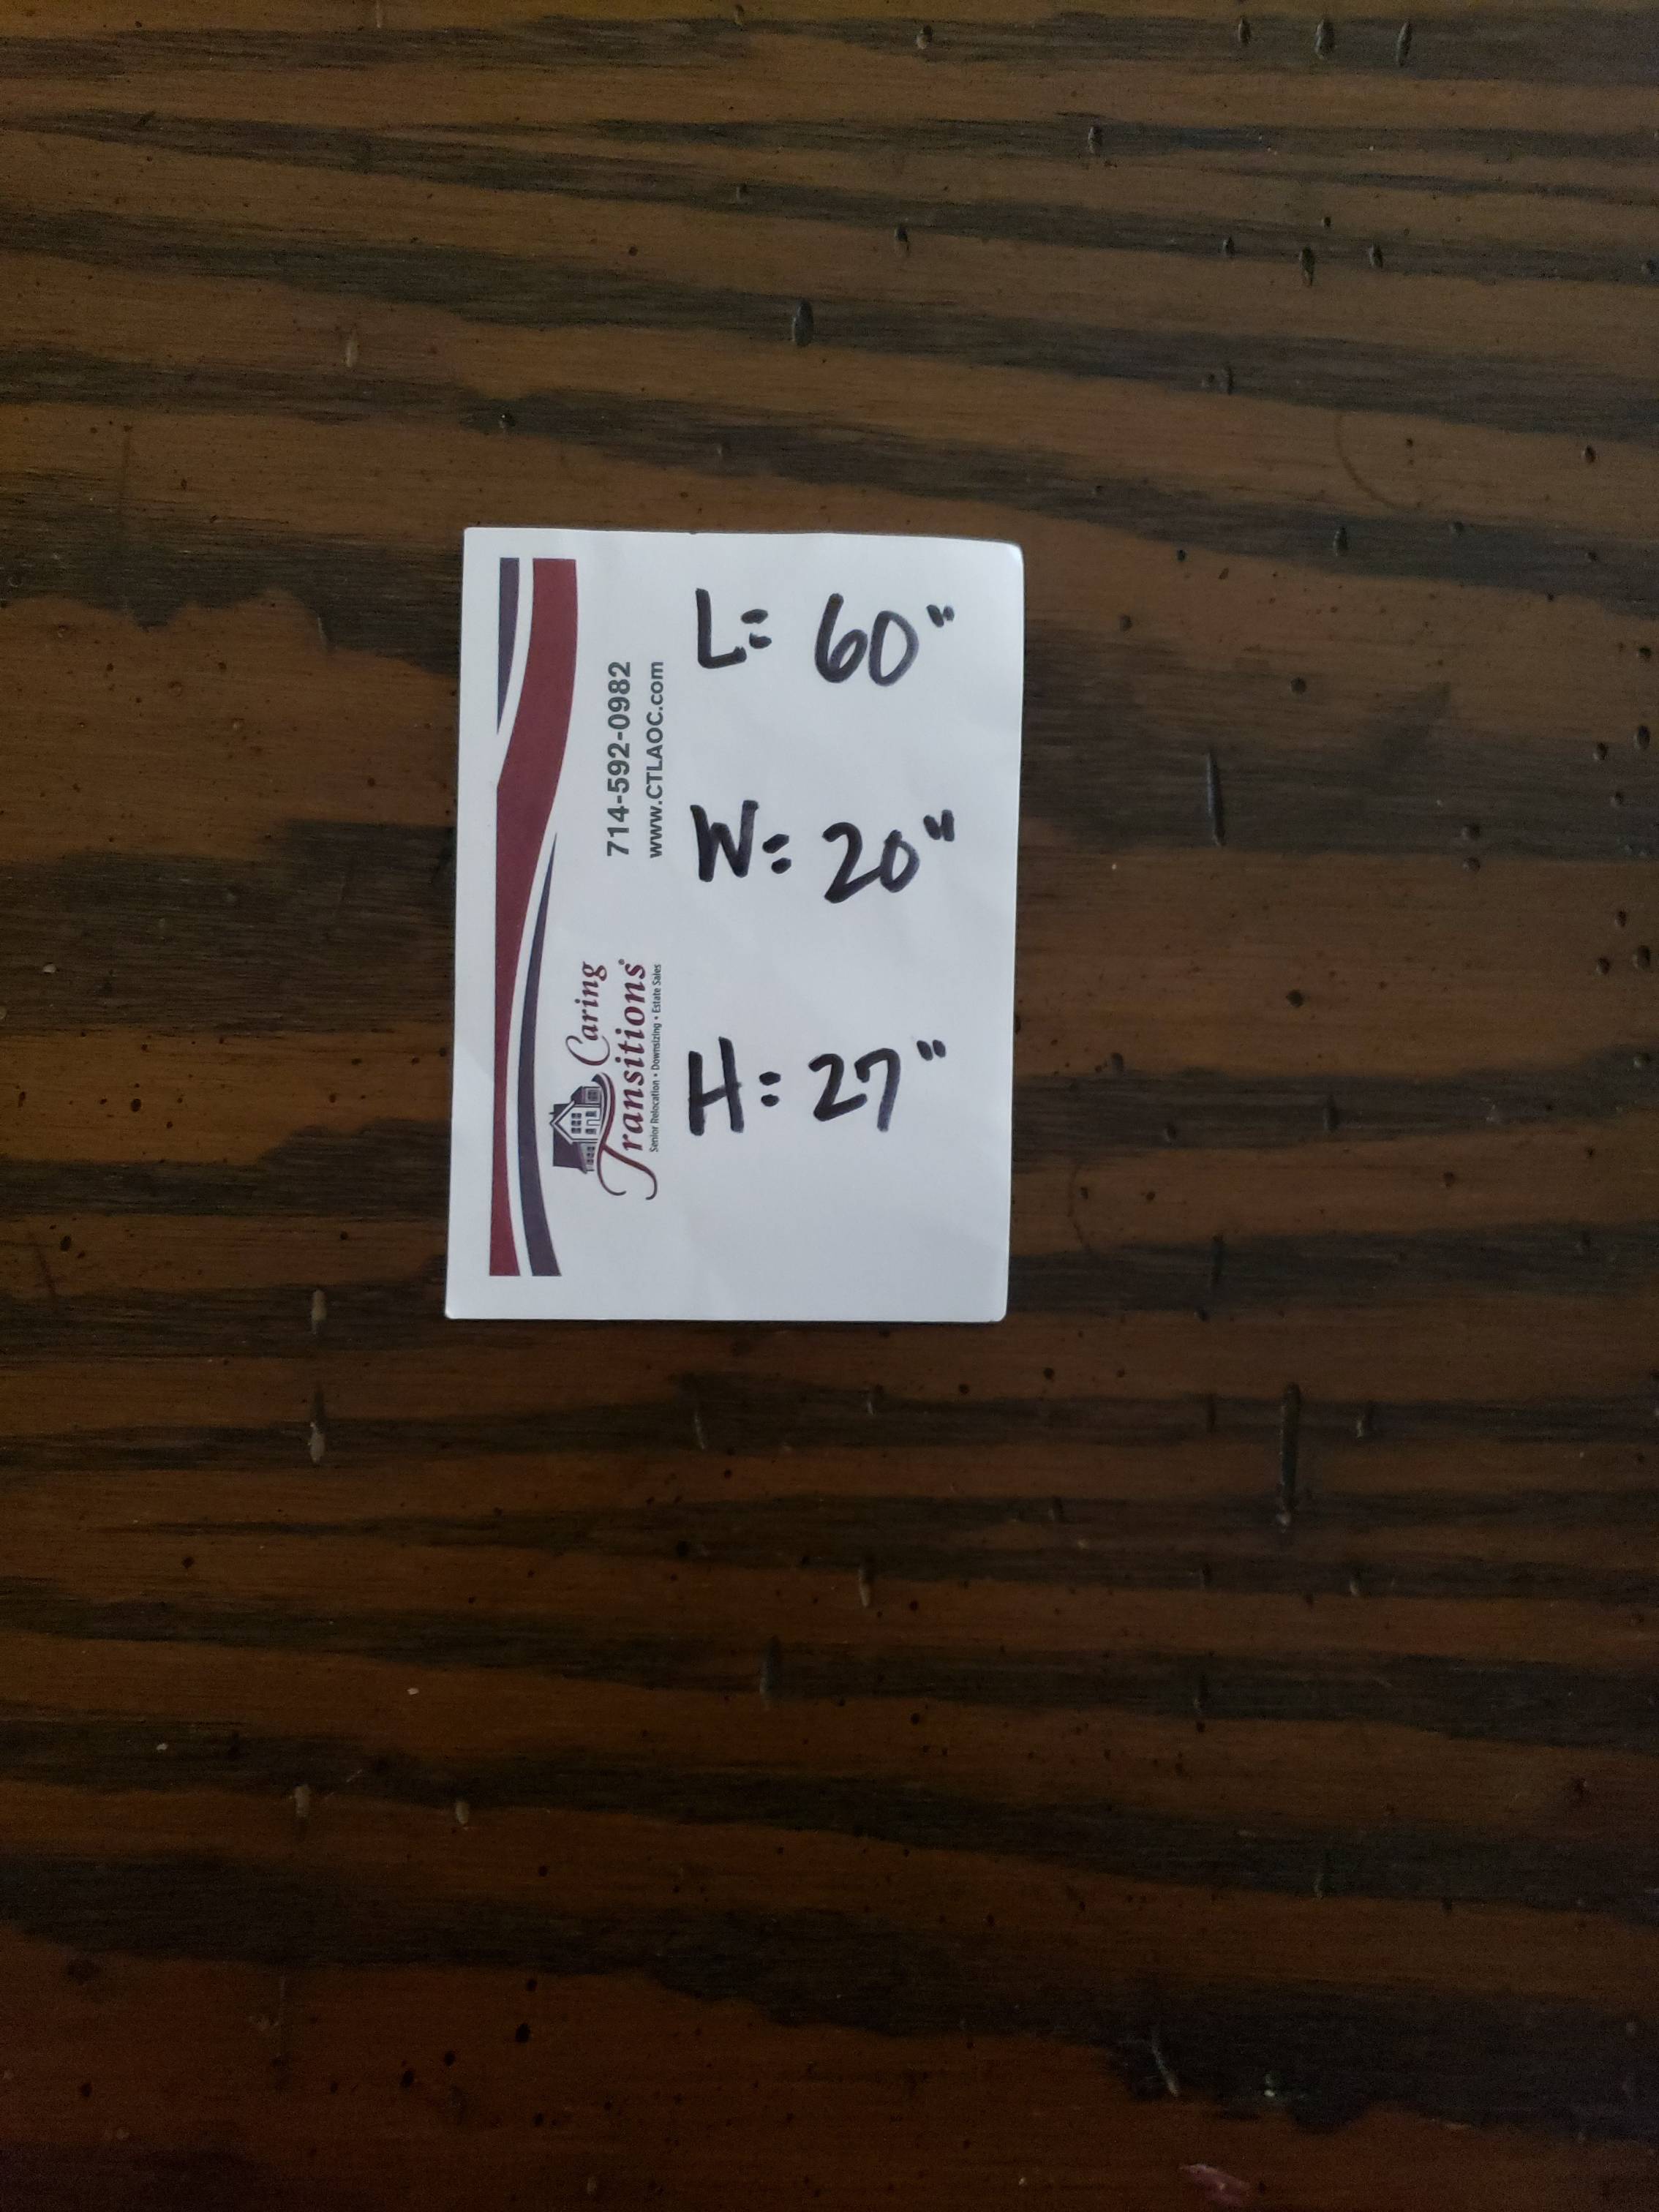 Caring
Transitions®
Senior Relocation • Downsizing • Estate Sales
714-592-0982
www.CTLAOC.com
H: 27" W: 20" L: 60"